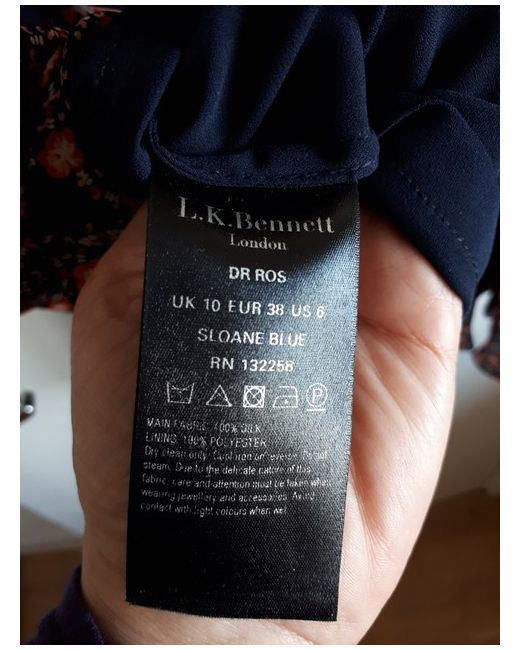 L.K.Bennett
London
DR ROS
UK 10 EUR 38 US 6
SLOANE BLUE
RN 132258
P
MAIN FABRIC: 100% SILK
LINING: 100% POLYESTER
Dry clean only. Cool iron on reverse. Do not
steam. Due to the delicate nature of this
fabric, care and attention must be taken when
wearing jewellery and accessories. Avoid
contact with light colours when wet.